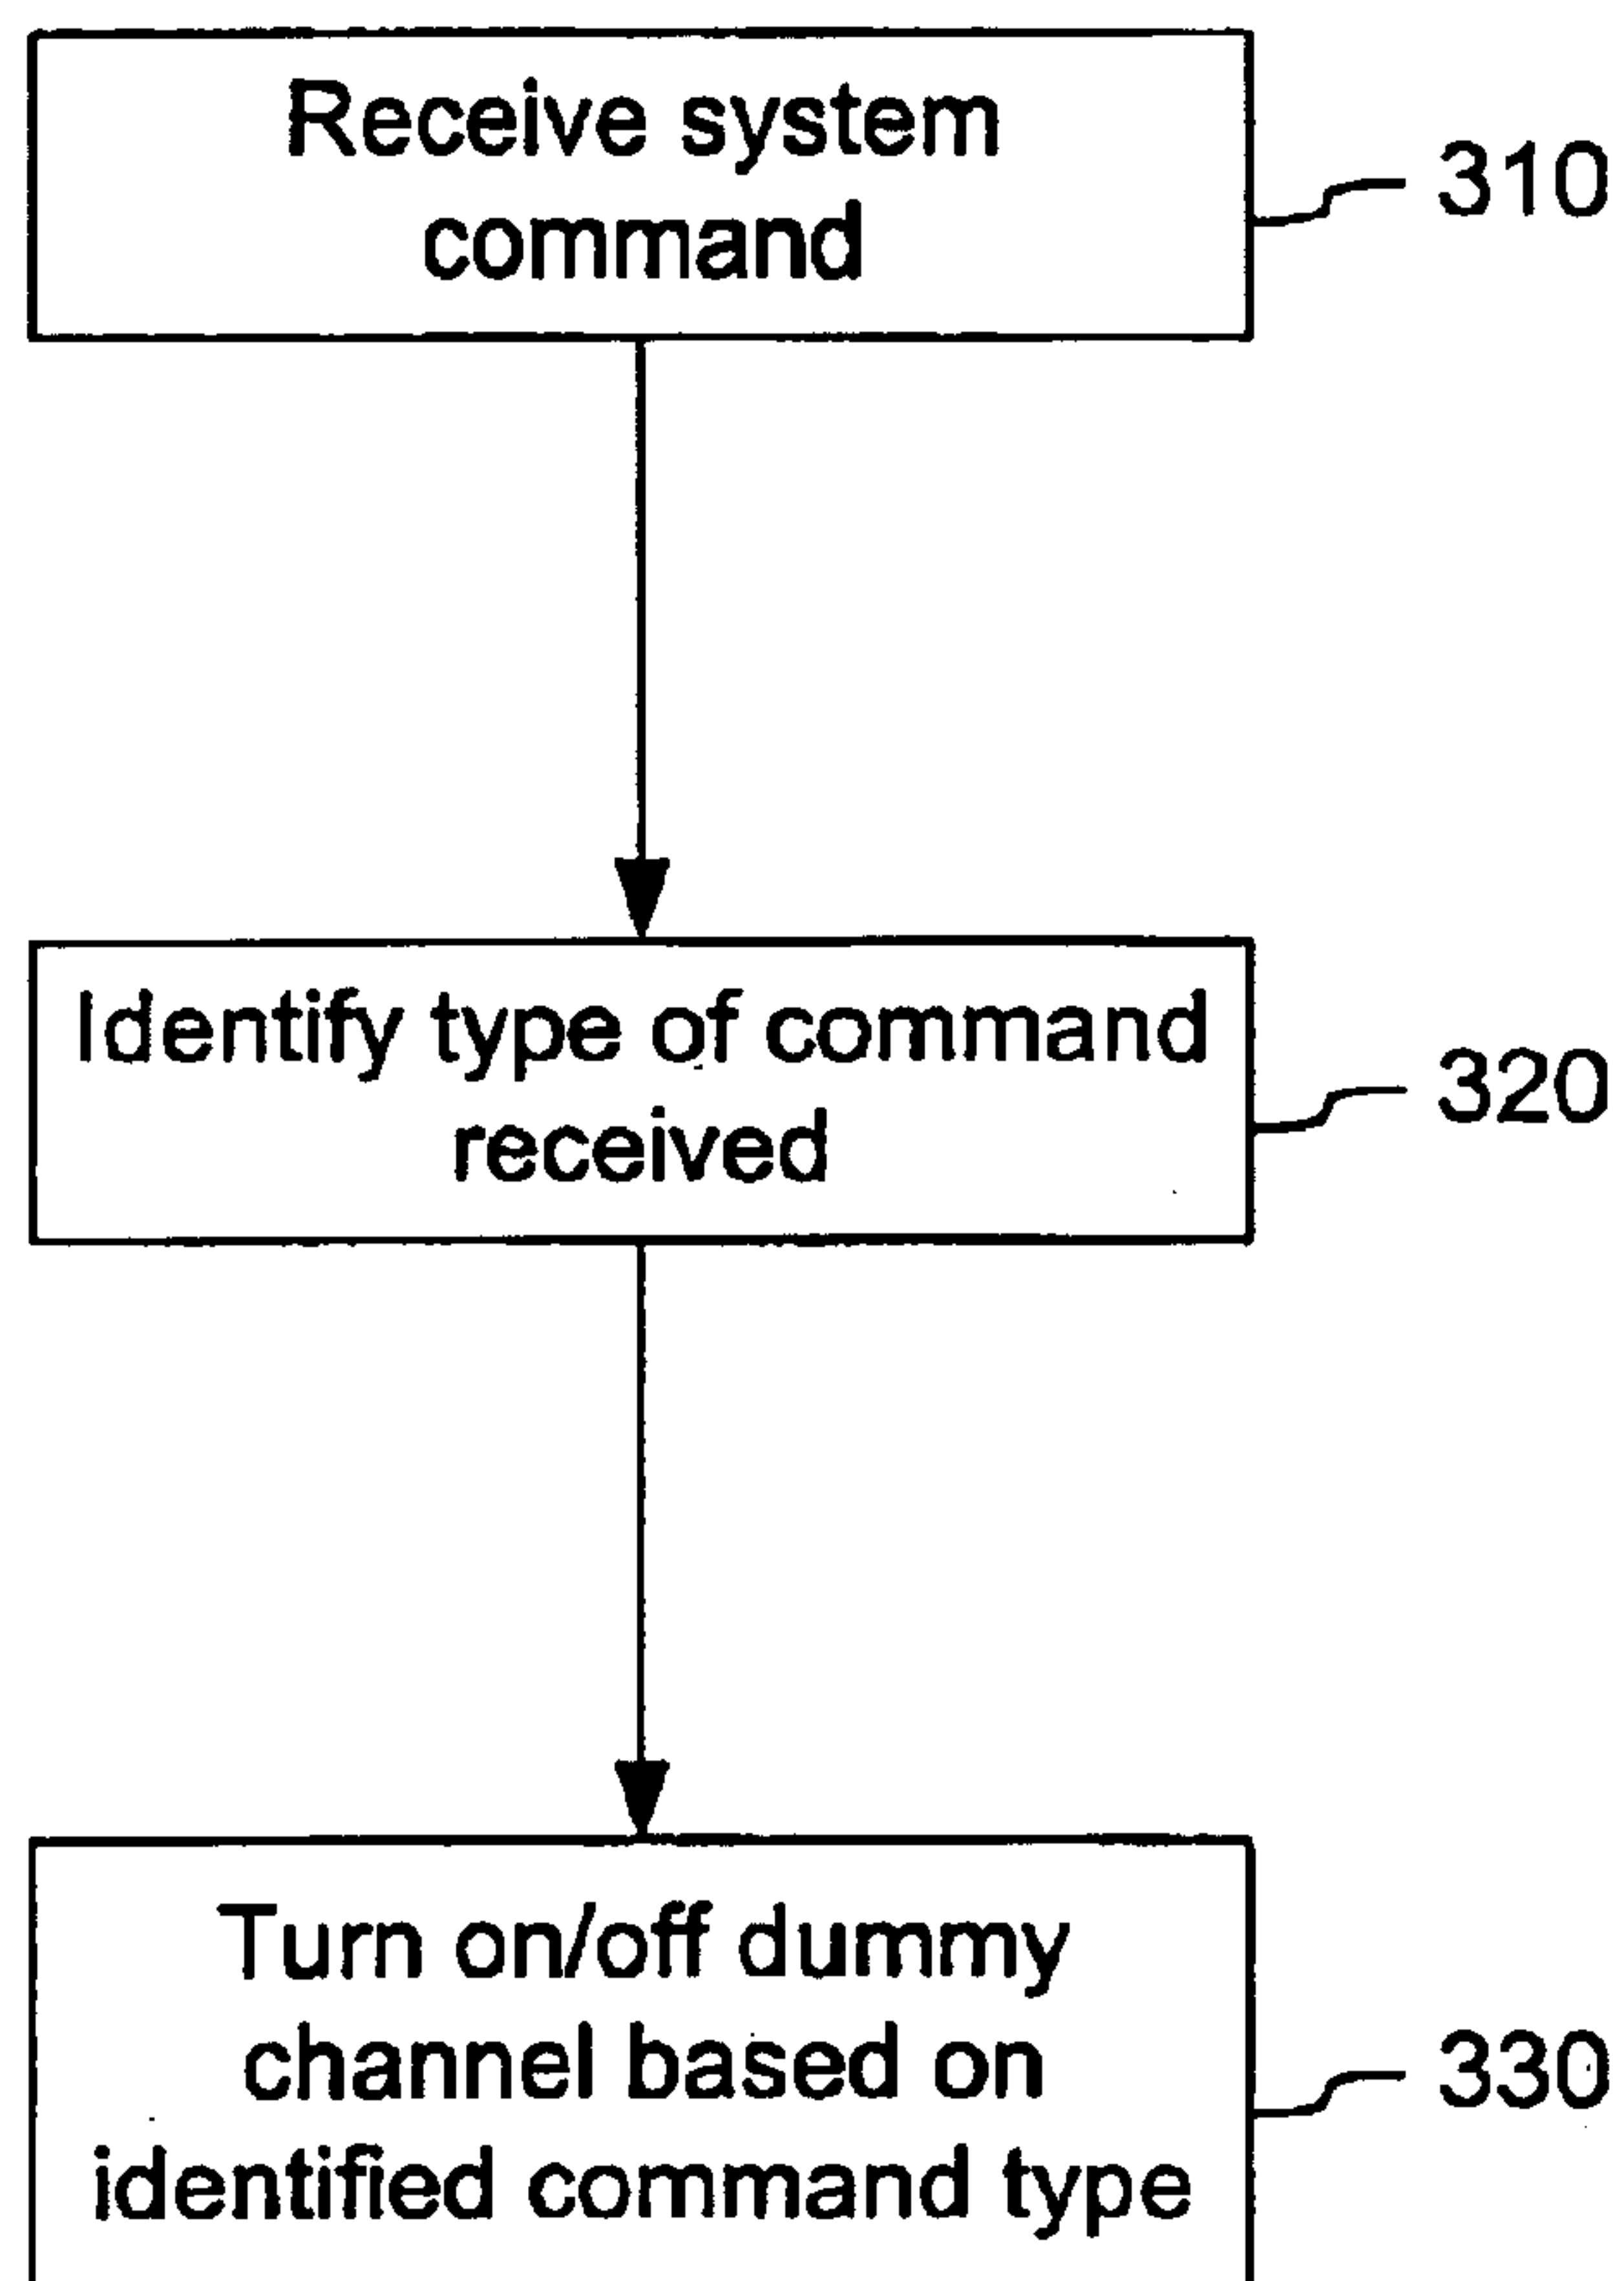 Receive system
command
310
Identify type of command
received
320
Turn on/off dummy
channel based on
identified command type
330